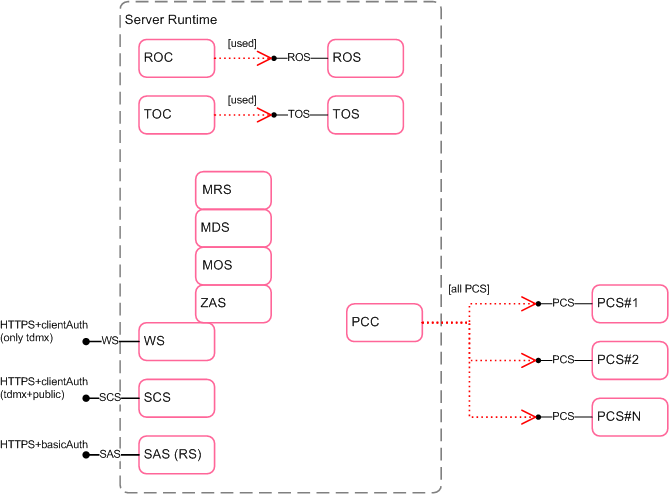 Server Runtime
ROC
[used]
ROS
ROS
TOC
[used]
TOS
TOS
MRS
MDS
MOS
ZAS
HTTPS+clientAuth
(only tdmx)
WS
WS
PCC
[all PCS]
PCS
PCS#1
PCS
PCS#2
PCS
PCS#N
HTTPS+clientAuth
(tdmx+public)
SCS
SCS
HTTPS+basicAuth
SAS
SAS (RS)